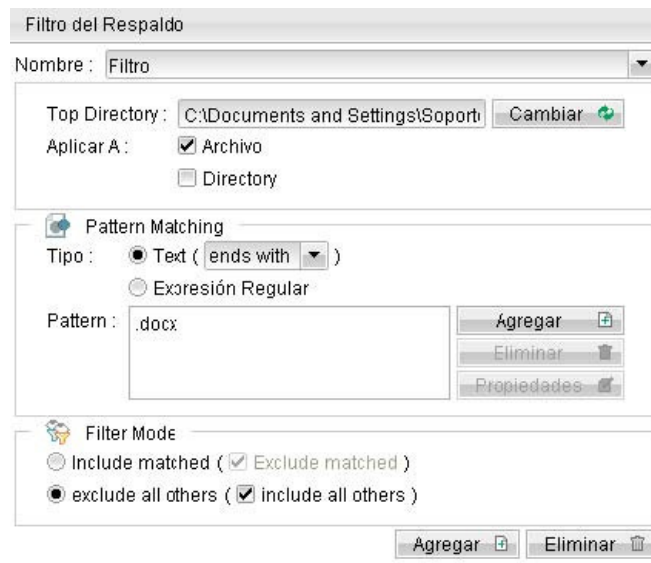 Filtro del Respaldo
Nombre : Filtro
Top Directory : C:\Documents and Settings\Soport Cambiar
Aplicar A : Archivo
Directory
Pattern Matching
Tipo : Text ( ends with )
Expresión Regular
Pattern : .docx Agregar
Eliminar
Propiedades
Filter Mode
Include matched ( Exclude matched )
exclude all others ( include all others )
Agregar Eliminar